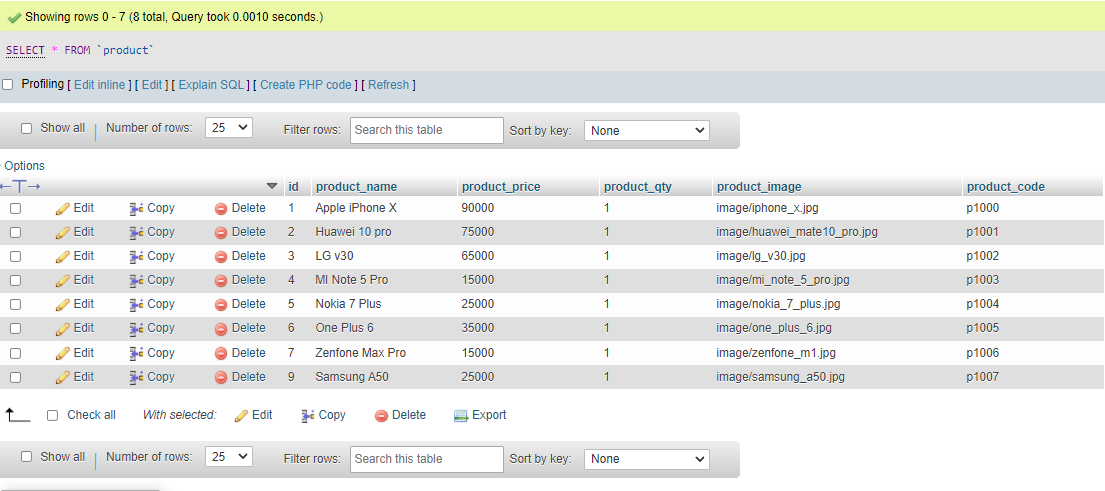 Showing rows 0 - 7 (8 total, Query took 0.0010 seconds.)
SELECT * FROM `product`
Profiling [ Edit inline ] [ Edit ] [ Explain SQL ] [ Create PHP code ] [ Refresh ]
Show all | Number of rows: 25 Filter rows: Search this table Sort by key: None
Options
←T→ id product_name product_price product_qty product_image product_code
Edit Copy Delete 1 Apple iPhone X 90000 1 image/iphone_x.jpg p1000
Edit Copy Delete 2 Huawei 10 pro 75000 1 image/huawei_mate10_pro.jpg p1001
Edit Copy Delete 3 LG v30 65000 1 image/lg_v30.jpg p1002
Edit Copy Delete 4 MI Note 5 Pro 15000 1 image/mi_note_5_pro.jpg p1003
Edit Copy Delete 5 Nokia 7 Plus 25000 1 image/nokia_7_plus.jpg p1004
Edit Copy Delete 6 One Plus 6 35000 1 image/one_plus_6.jpg p1005
Edit Copy Delete 7 Zenfone Max Pro 15000 1 image/zenfone_m1.jpg p1006
Edit Copy Delete 9 Samsung A50 25000 1 image/samsung_a50.jpg p1007
Check all With selected: Edit Copy Delete Export
Show all | Number of rows: 25 Filter rows: Search this table Sort by key: None